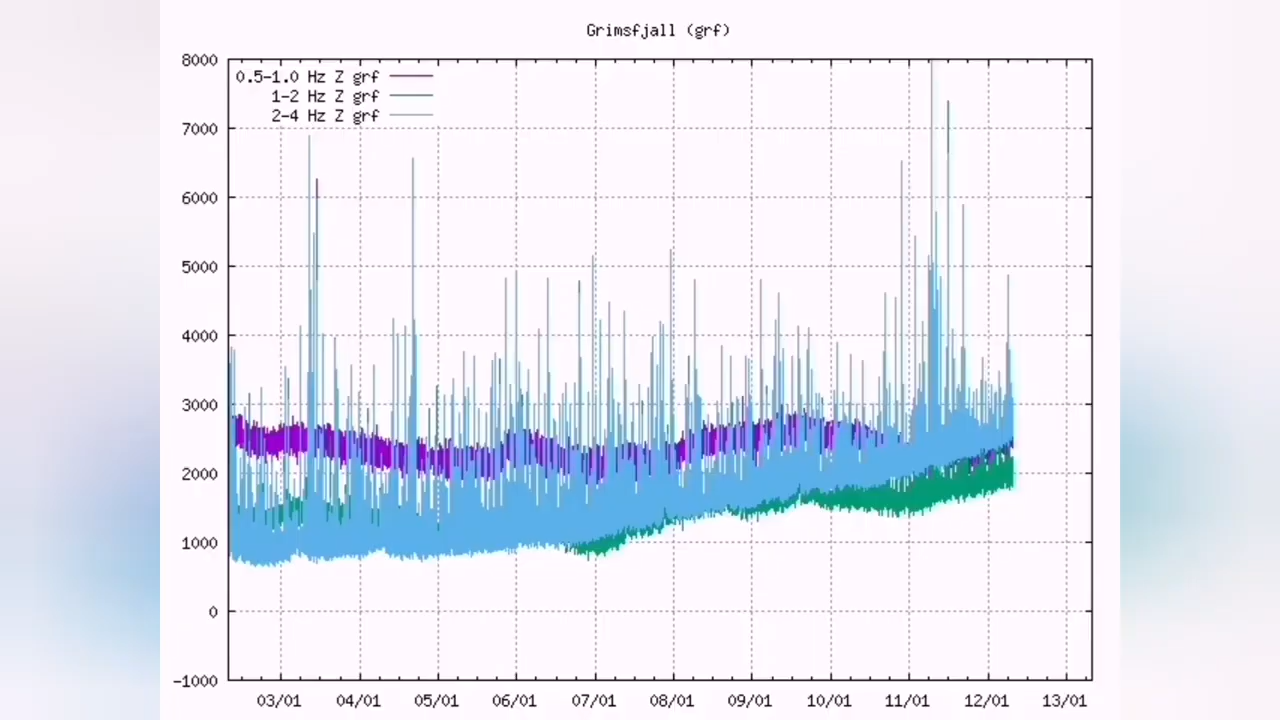 Grimsfjall (grf)
8000
0.5-1.0 Hz Z grf
1-2 Hz Z grf
2-4 Hz Z grf
7000
6000
5000
4000
3000
2000
1000
0
-1000
03/01 04/01 05/01 06/01 07/01 08/01 09/01 10/01 11/01 12/01 13/01